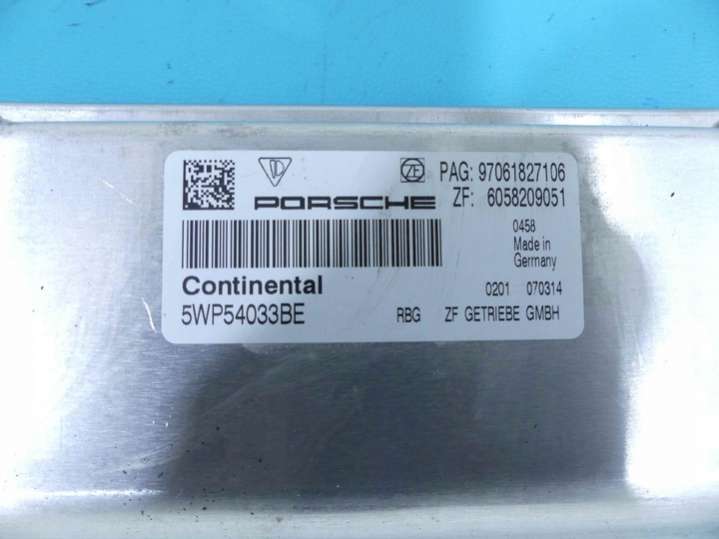 PAG: 97061827106
PORSCHE
ZF: 6058209051
0458
Made in
Germany
Continental
0201 070314
5WP54033BE
RBG ZF GETRIEBE GMBH